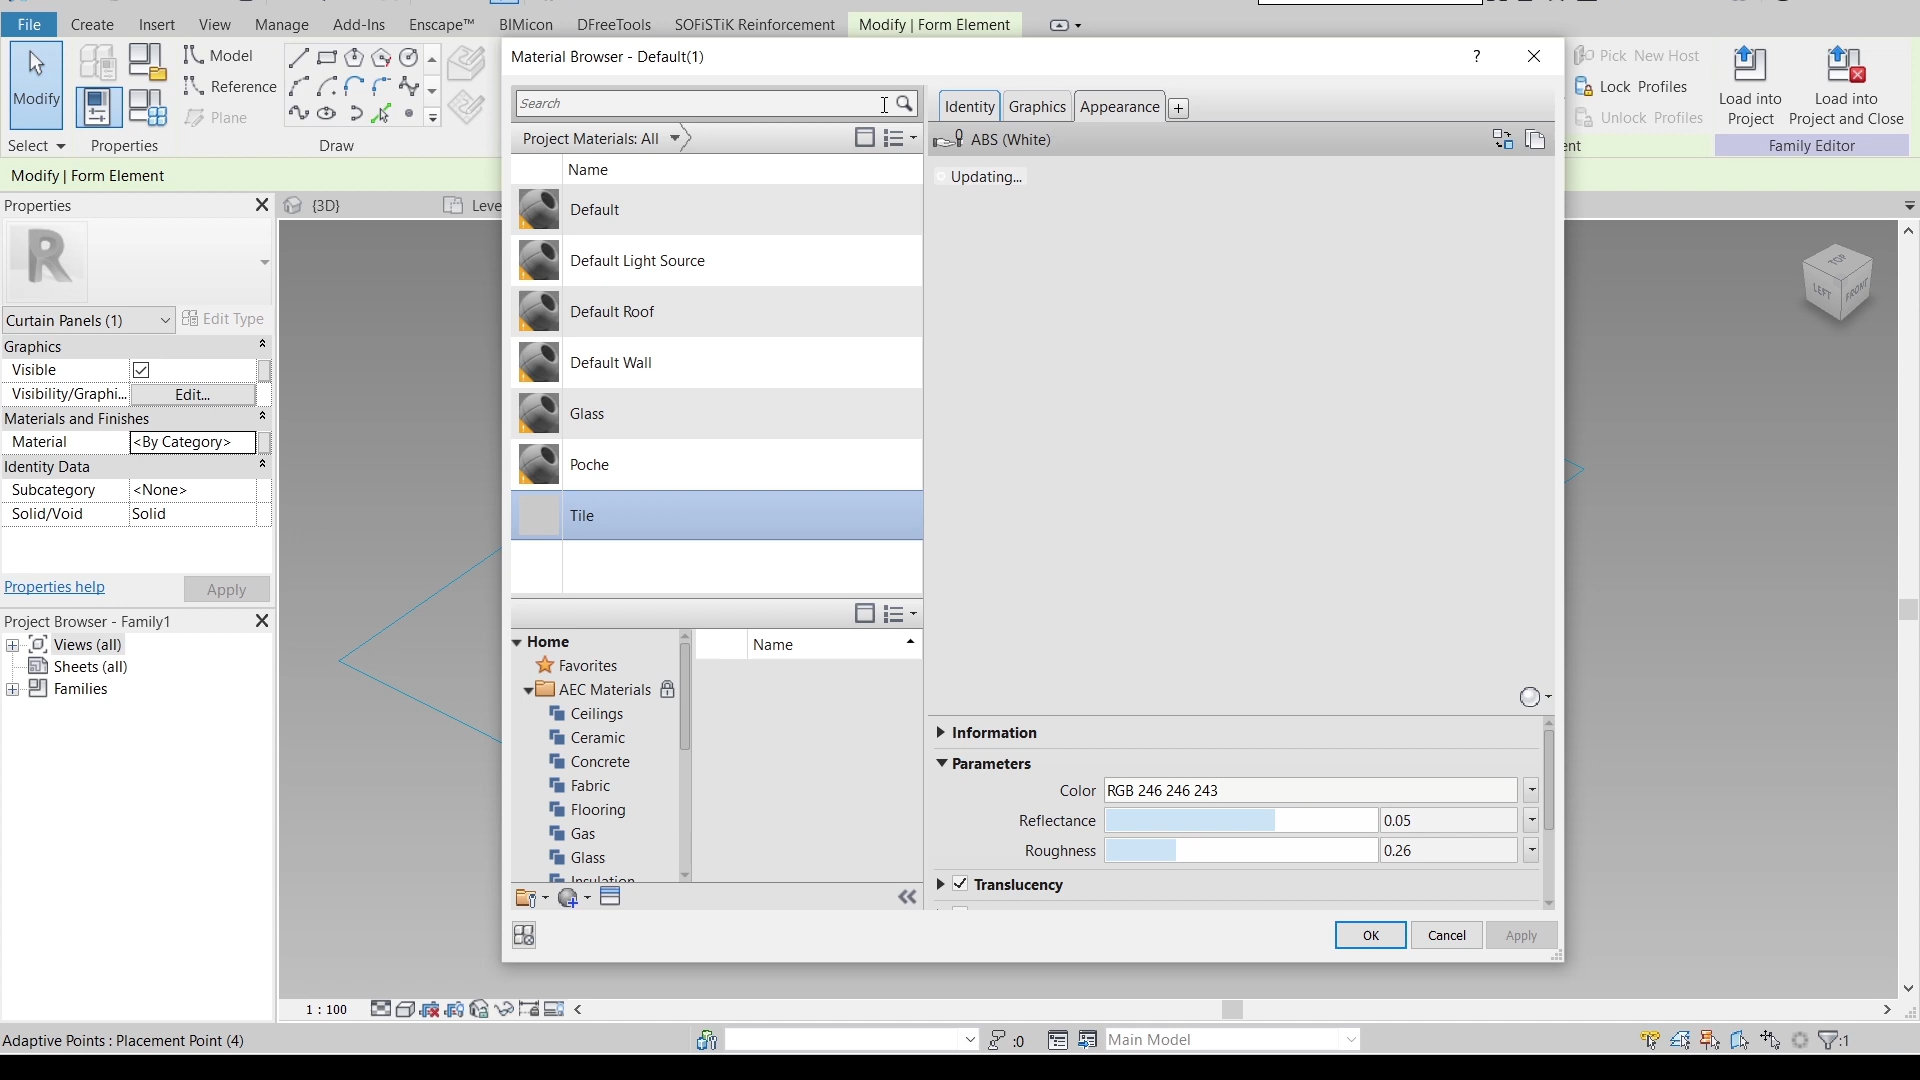 File Create Insert View Manage Add-Ins Enscape™ BIMicon DFreeTools SOFiSTiK Reinforcement Modify | Form Element
Modify
Model
Reference
Plane
Select Properties Draw
Modify | Form Element
Material Browser - Default(1)
?
Pick New Host
Lock Profiles
Unlock Profiles
Load into Project
Load into Project and Close
ent
Family Editor
Properties
{3D}
Leve
R
Curtain Panels (1) Edit Type
Graphics
Visible
Visibility/Graphi... Edit...
Materials and Finishes
Material <By Category>
Identity Data
Subcategory <None>
Solid/Void Solid
Properties help Apply
Project Browser - Family1
Views (all)
Sheets (all)
Families
Search
Project Materials: All
Name
Default
Default Light Source
Default Roof
Default Wall
Glass
Poche
Tile
Home
Favorites
AEC Materials
Ceilings
Ceramic
Concrete
Fabric
Flooring
Gas
Glass
Insulation
Name
Identity Graphics Appearance +
ABS (White)
Updating...
Information
Parameters
Color RGB 246 246 243
Reflectance 0.05
Roughness 0.26
Translucency
OK Cancel Apply
TOP
LEFT FRONT
1 : 100
Adaptive Points : Placement Point (4)
:0
Main Model
:1